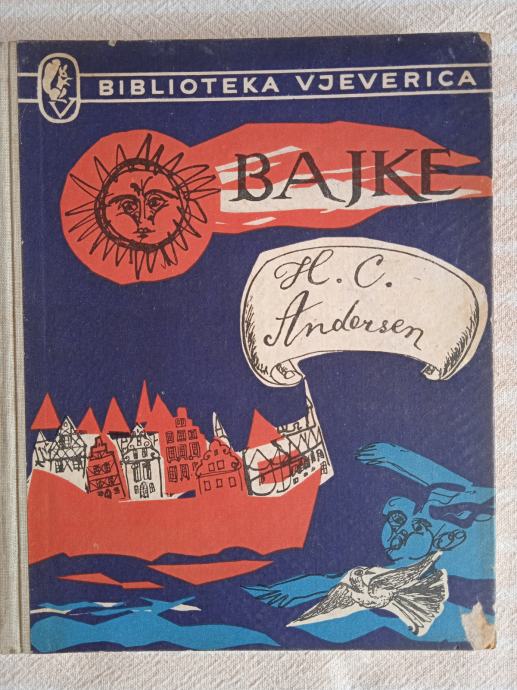 BIBLIOTEKA VJEVERICA
BAJKE
H. C.
Andersen